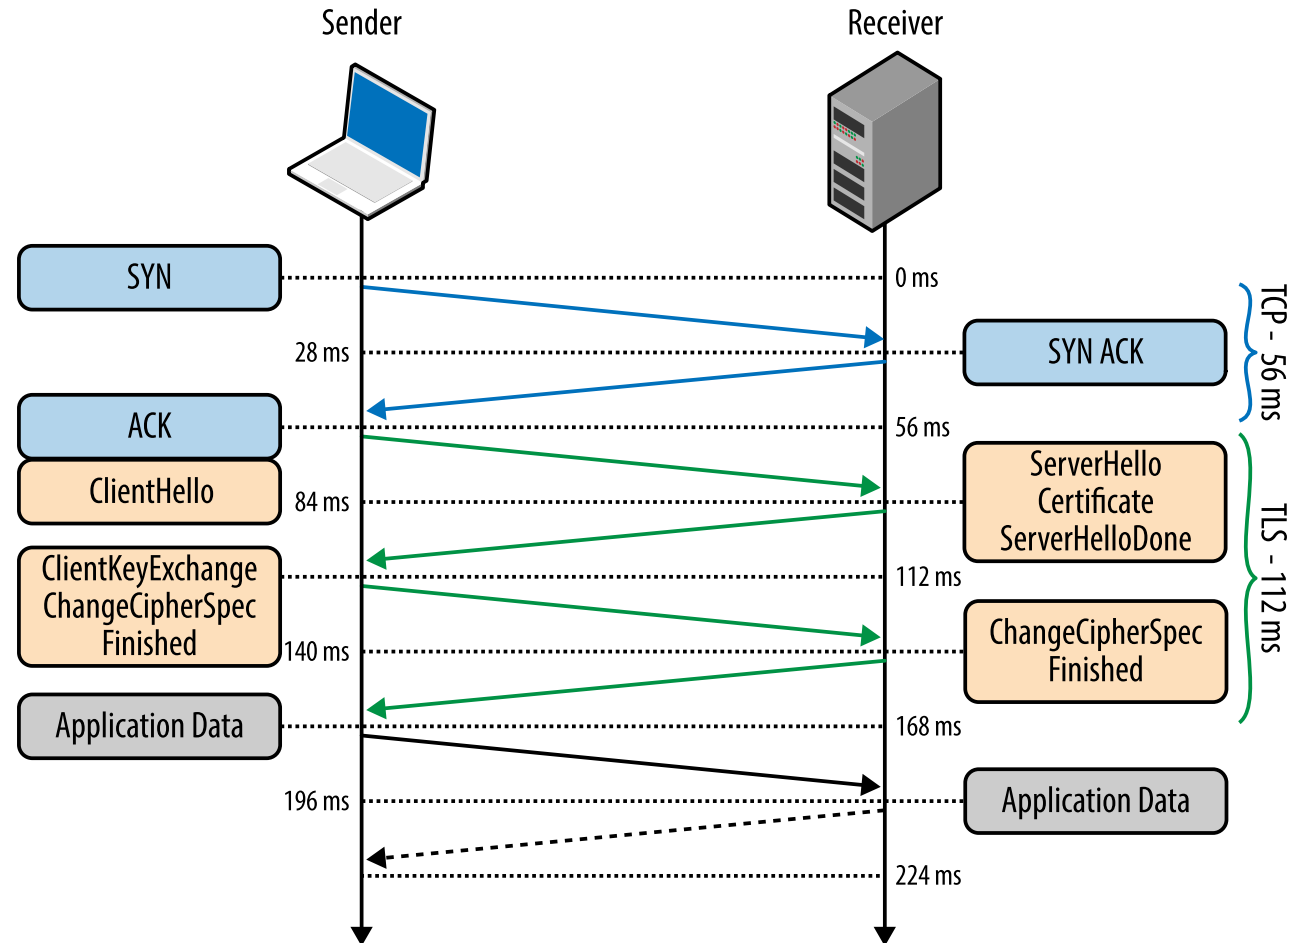 Sender
Receiver
SYN
0 ms
28 ms
SYN ACK
TCP - 56 ms
ACK
56 ms
ClientHello
84 ms
ServerHello
Certificate
ServerHelloDone
TLS - 112 ms
ClientKeyExchange
ChangeCipherSpec
Finished
112 ms
140 ms
ChangeCipherSpec
Finished
Application Data
168 ms
196 ms
Application Data
224 ms